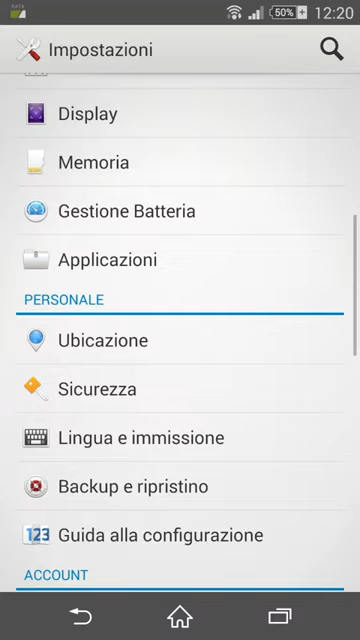 DATA
50%
12:20
Impostazioni
Display
Memoria
Gestione Batteria
Applicazioni
PERSONALE
Ubicazione
Sicurezza
Lingua e immissione
Backup e ripristino
123
Guida alla configurazione
ACCOUNT